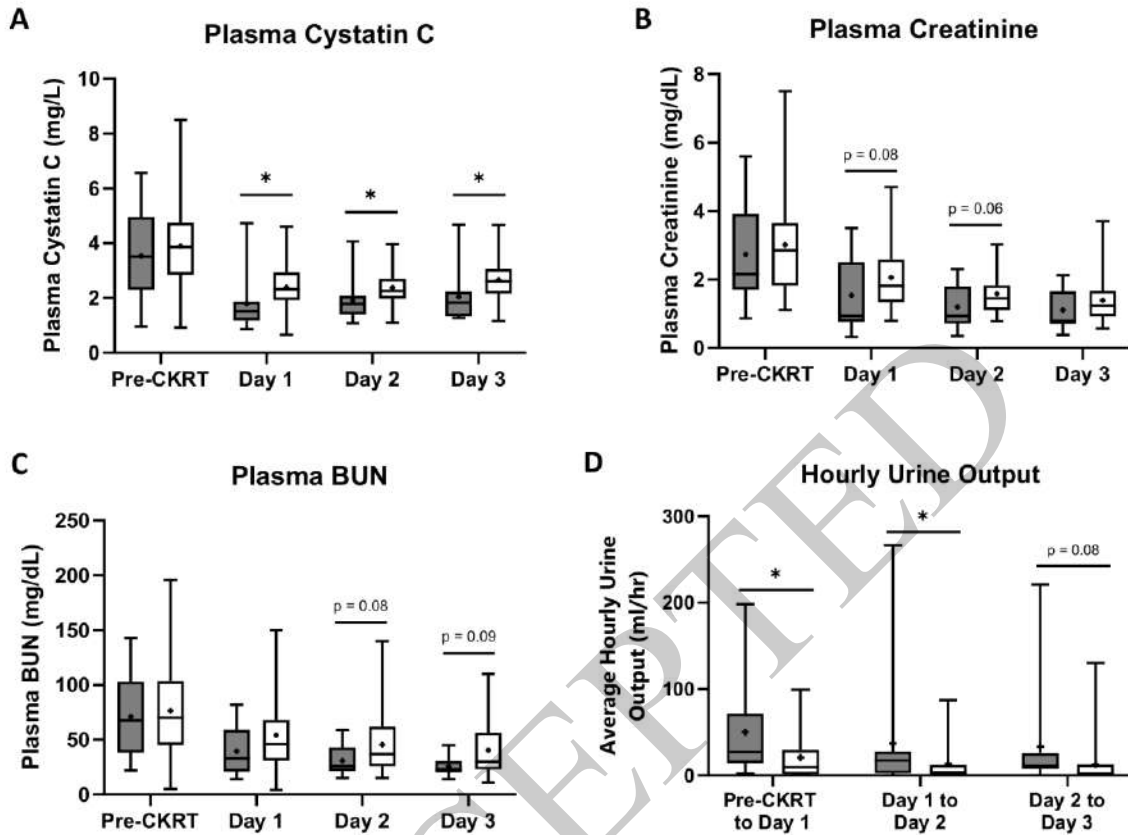 A
Plasma Cystatin C
Plasma Cystatin C (mg/L)
10
8
6
4
2
0
*
*
*
Pre-CKRT
Day 1
Day 2
Day 3
B
Plasma Creatinine
Plasma Creatinine (mg/dL)
8
6
4
2
0
p = 0.08
p = 0.06
Pre-CKRT
Day 1
Day 2
Day 3
C
Plasma BUN
Plasma BUN (mg/dL)
250
200
150
100
50
0
p = 0.08
p = 0.09
Pre-CKRT
Day 1
Day 2
Day 3
D
Hourly Urine Output
Average Hourly Urine
Output (ml/hr)
300
200
100
0
*
*
p = 0.08
Pre-CKRT
to Day 1
Day 1 to
Day 2
Day 2 to
Day 3
CEPTED